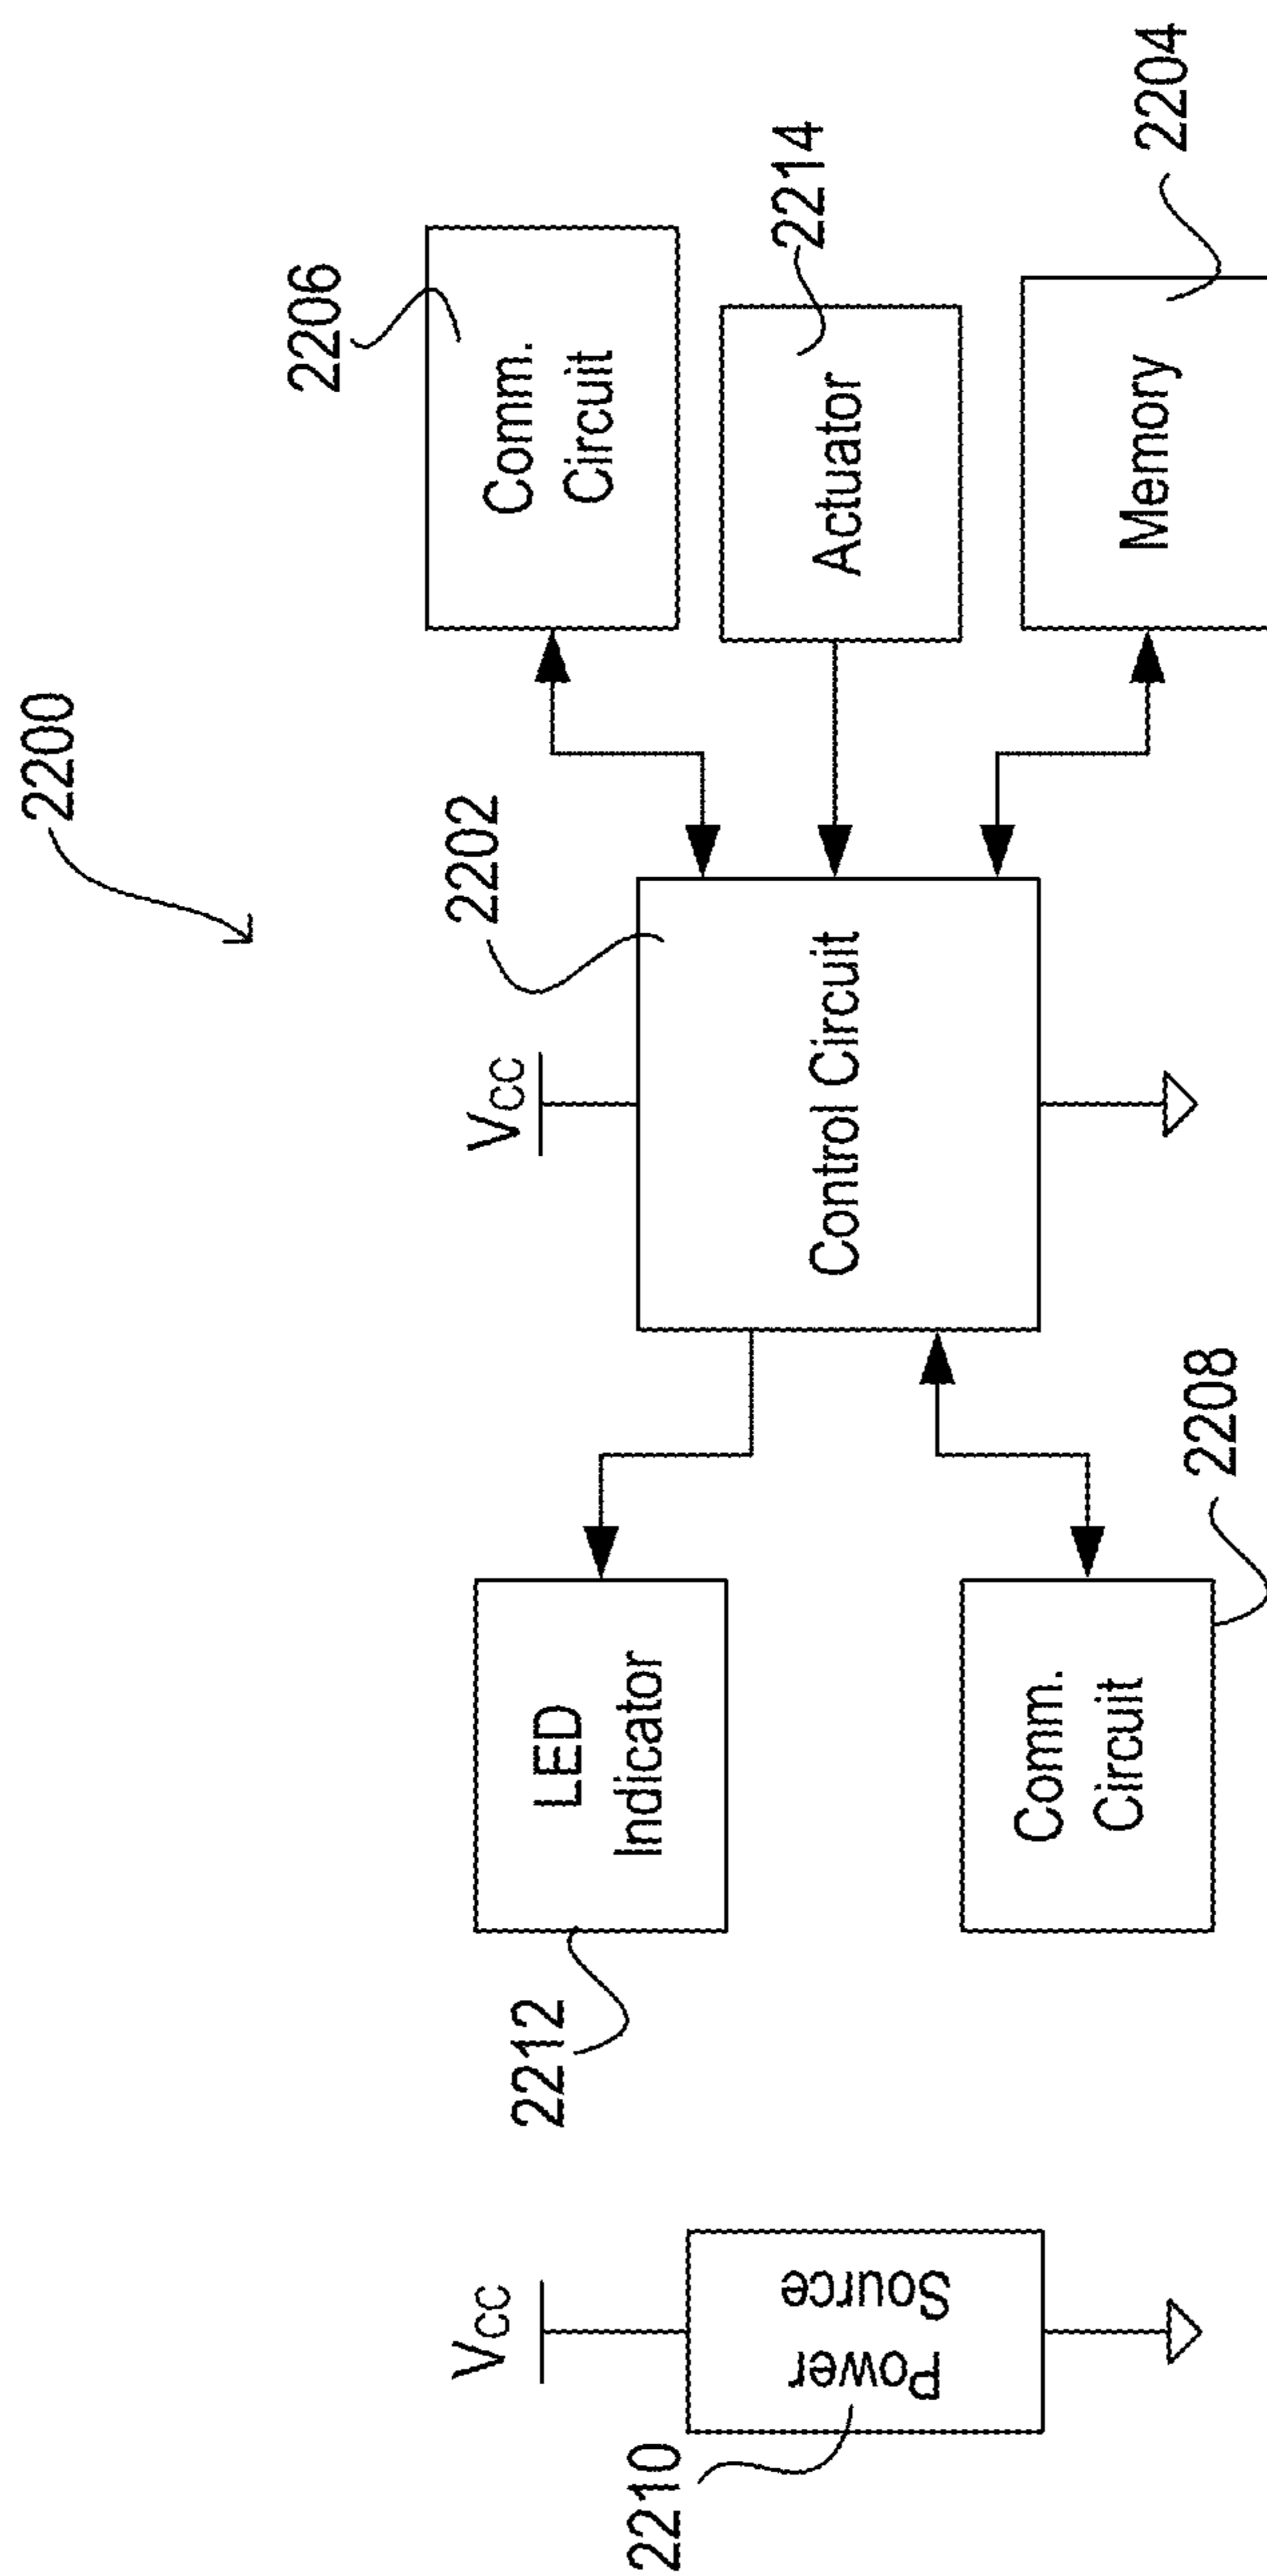 2200
2206
Comm.
Circuit
2214
Actuator
2204
Memory
2202
VCC
Control Circuit
2212
LED
Indicator
2208
Comm.
Circuit
VCC
2210
Power
Source